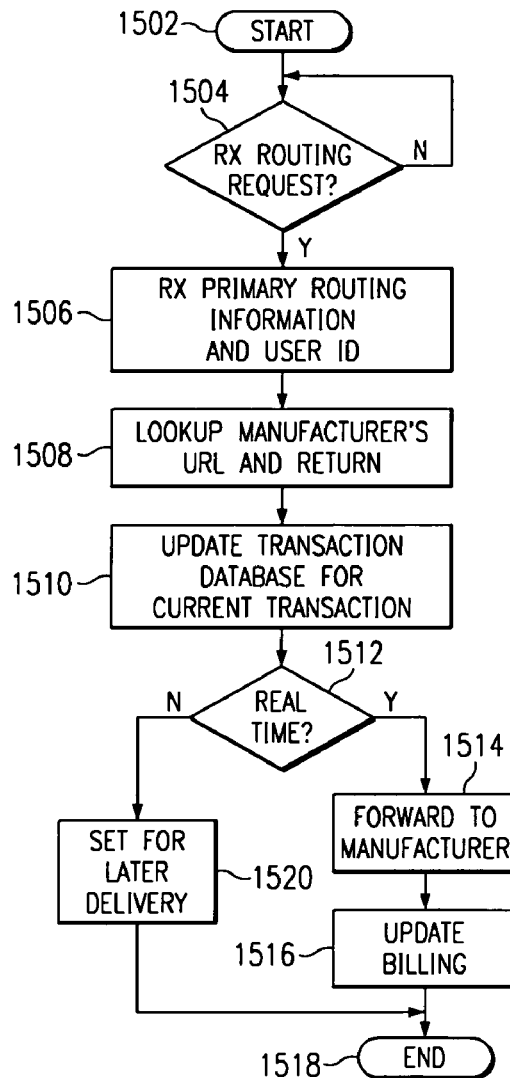 1502
START
1504
RX ROUTING
REQUEST?
N
Y
1506
RX PRIMARY ROUTING
INFORMATION
AND USER ID
1508
LOOKUP MANUFACTURER'S
URL AND RETURN
1510
UPDATE TRANSACTION
DATABASE FOR
CURRENT TRANSACTION
1512
N
REAL
TIME?
Y
1514
FORWARD TO
MANUFACTURER
SET FOR
LATER
DELIVERY
1520
1516
UPDATE
BILLING
1518
END